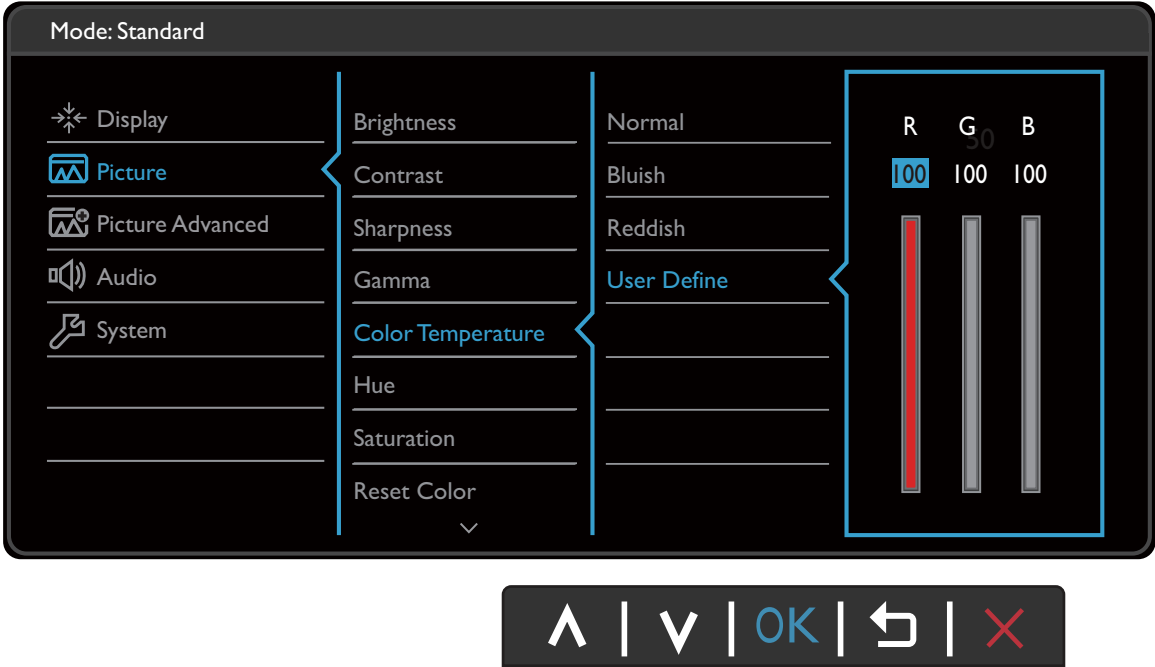 Mode: Standard
Display
Picture
Picture Advanced
Audio
System
Brightness
Contrast
Sharpness
Gamma
Color Temperature
Hue
Saturation
Reset Color
Normal
Bluish
Reddish
User Define
R G B
50
100 100 100
OK